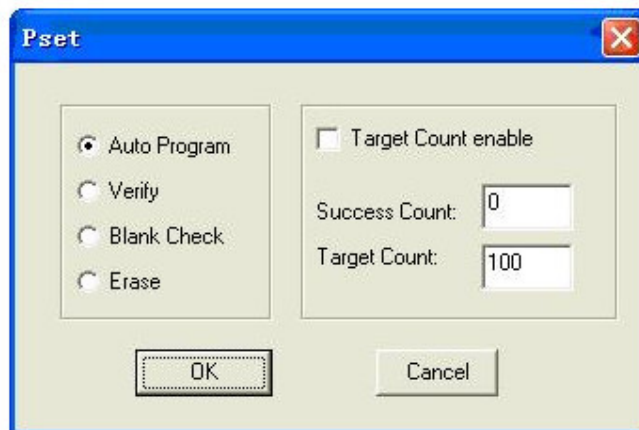 Pset
Auto Program
Verify
Blank Check
Erase
Target Count enable
Success Count: 0
Target Count: 100
OK
Cancel